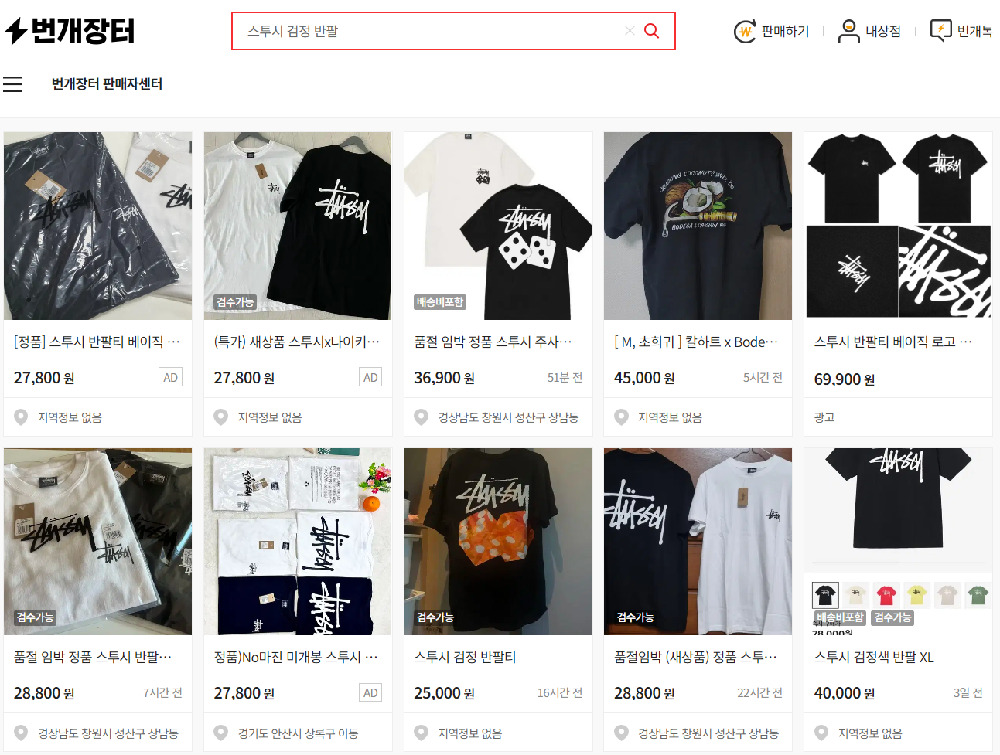 번개장터
스투시 검정 반팔
판매하기
내상점
번개톡
번개장터 판매자센터
검수가능
배송비포함
OHADKING COCONUTS SINCE 06
BODEGA & CARHARTT WIP
[정품] 스투시 반팔티 베이직 …
(특가) 새상품 스투시x나이키…
품절 임박 정품 스투시 주사…
[ M, 초희귀 ] 칼하트 x Bode…
스투시 반팔티 베이직 로고 …
27,800 원
AD
27,800 원
AD
36,900 원
51분 전
45,000 원
5시간 전
69,900 원
지역정보 없음
지역정보 없음
경상남도 창원시 성산구 상남동
지역정보 없음
광고
검수가능
검수가능
검수가능
배송비포함
검수가능
78,000원
품절 임박 정품 스투시 반팔…
정품)No마진 미개봉 스투시 …
스투시 검정 반팔티
품절임박 (새상품) 정품 스투…
스투시 검정색 반팔 XL
28,800 원
7시간 전
27,800 원
AD
25,000 원
16시간 전
28,800 원
22시간 전
40,000 원
3일 전
경상남도 창원시 성산구 상남동
경기도 안산시 상록구 이동
지역정보 없음
경상남도 창원시 성산구 상남동
지역정보 없음